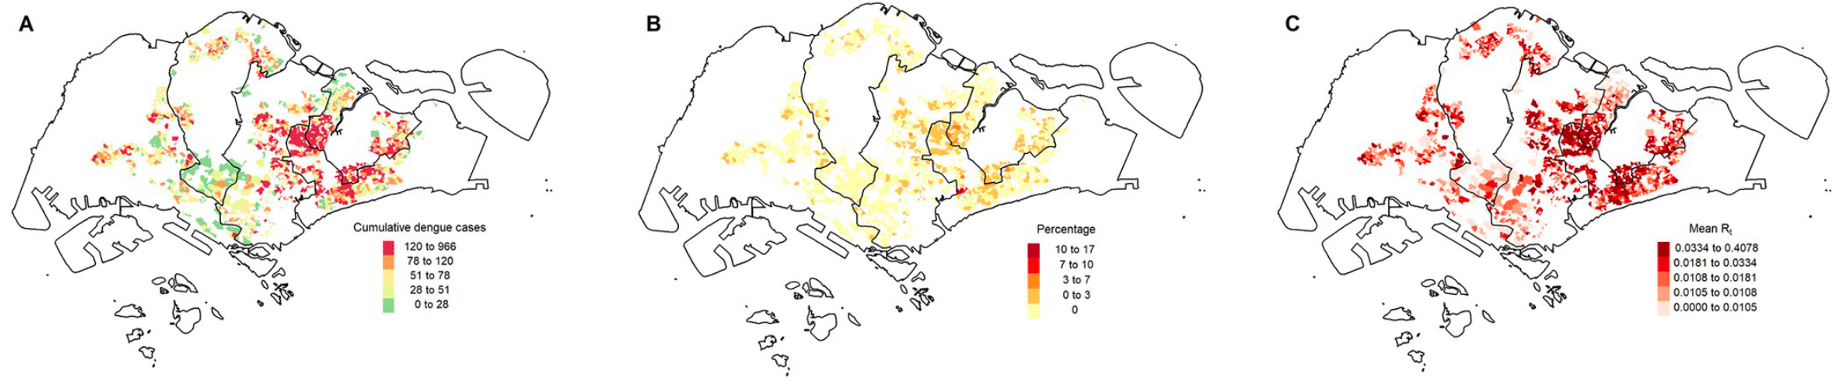 A
B
C
Cumulative dengue cases
120 to 966
78 to 120
51 to 78
28 to 51
0 to 28
Percentage
10 to 17
7 to 10
3 to 7
0 to 3
0
Mean Rt
0.0334 to 0.4078
0.0181 to 0.0334
0.0108 to 0.0181
0.0105 to 0.0108
0.0000 to 0.0105